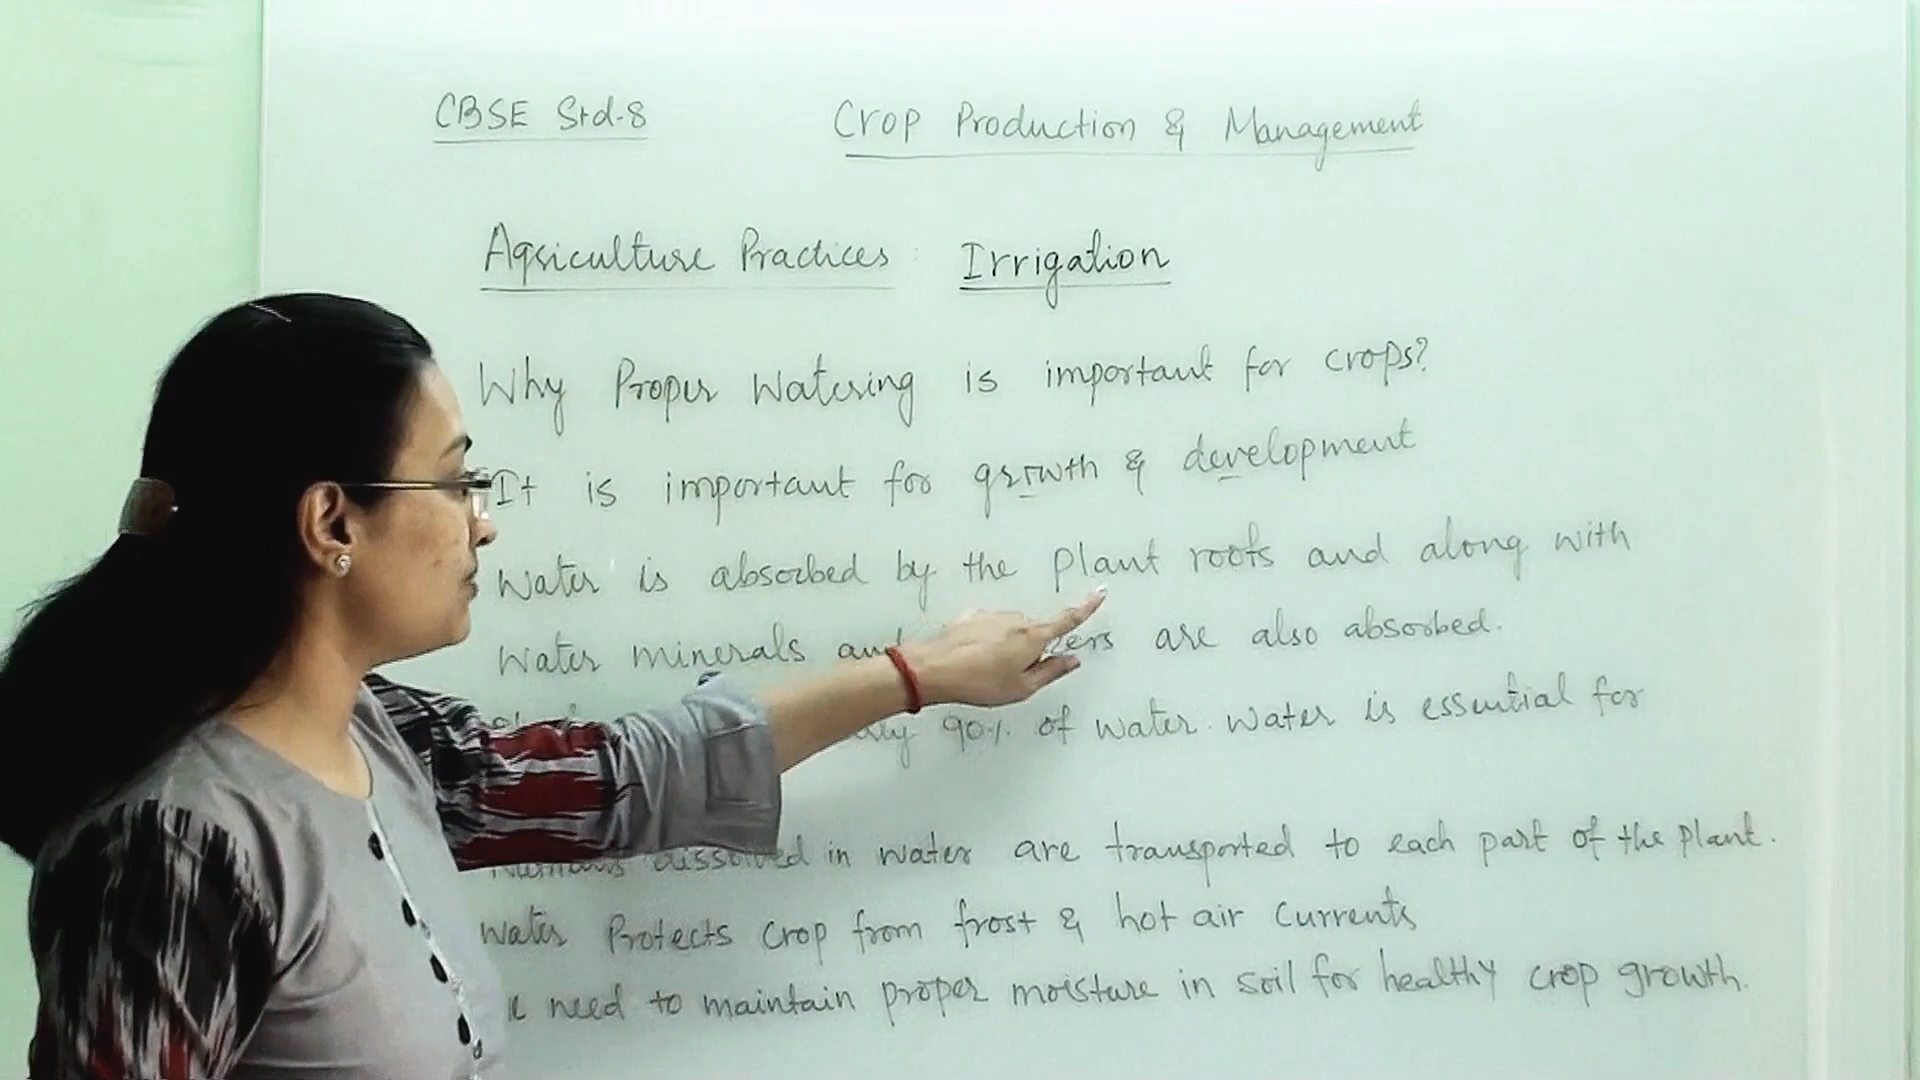 CBSE Std-8
Crop Production & Management
Agriculture Practices : Irrigation
Why Proper Watering is important for crops?
It is important for growth & development
Water is absorbed by the plant roots and along with
Water minerals and are also absorbed.
90% of water. Water is essential for
dissolved in water are transported to each part of the plant.
Water Protects crop from frost & hot air currents
need to maintain proper moisture in soil for healthy crop growth.